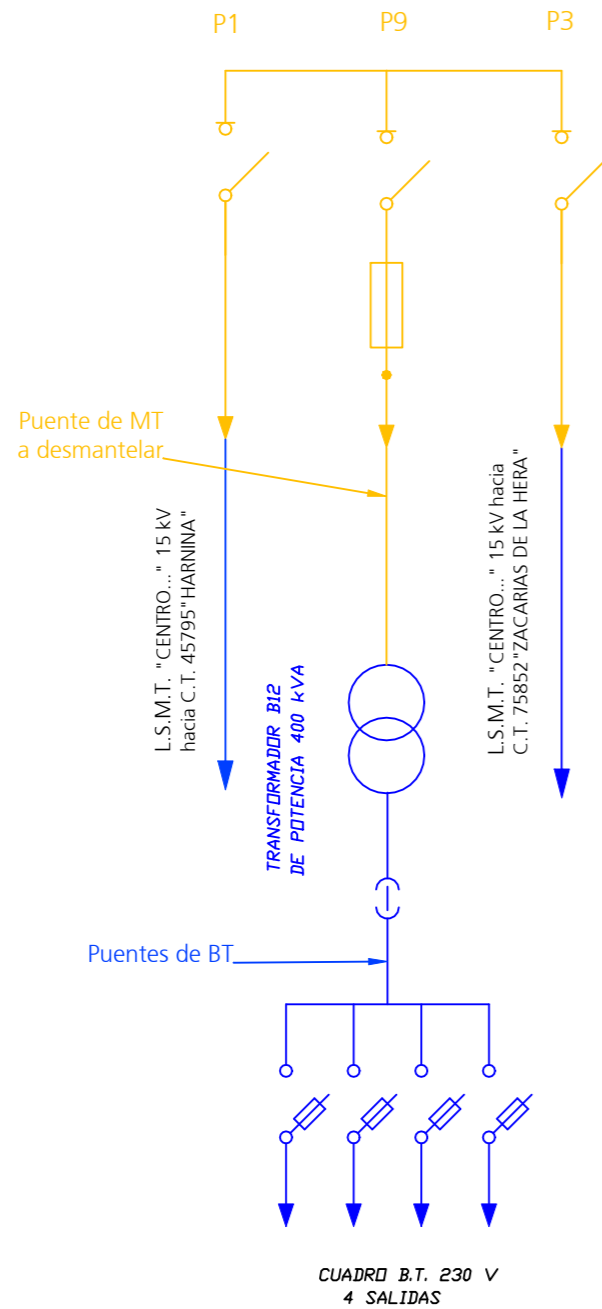 P1 P9 P3
Puente de MT
a desmantelar
L.S.M.T. "CENTRO..." 15 kV
hacia C.T. 45795"HARNINA"
L.S.M.T. "CENTRO..." 15 kV hacia
C.T. 75852"ZACARIAS DE LA HERA"
TRANSFORMADOR B12
DE POTENCIA 400 kVA
Puentes de BT
CUADRO B.T. 230 V
4 SALIDAS